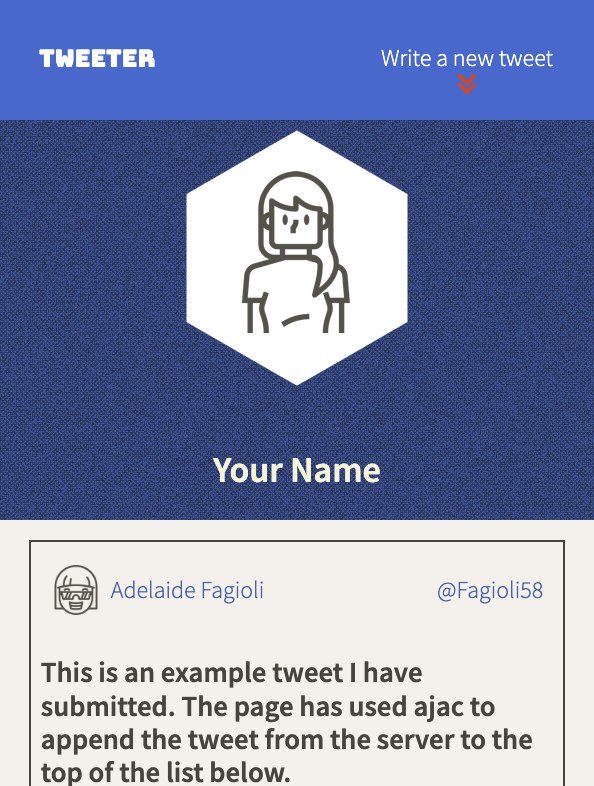 TWEETER
Write a new tweet
Your Name
Adelaide Fagioli
@Fagioli58
This is an example tweet I have
submitted. The page has used ajac to
append the tweet from the server to the
top of the list below.